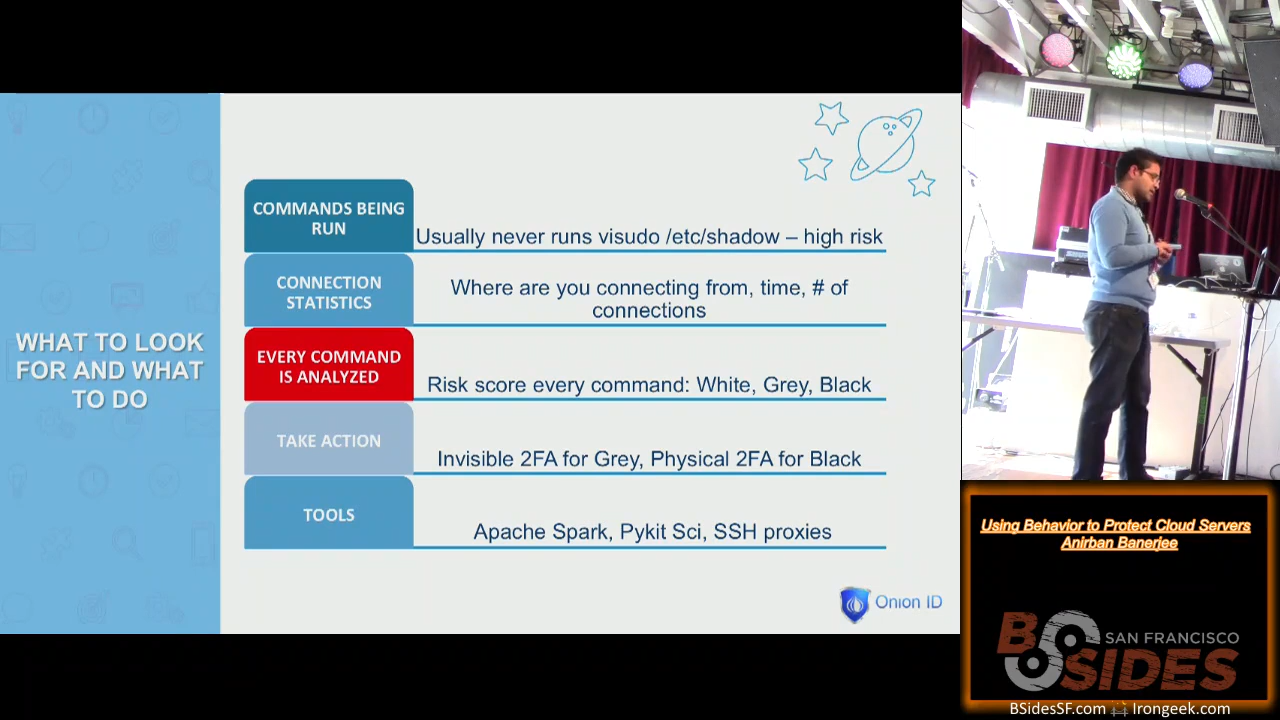 WHAT TO LOOK
FOR AND WHAT
TO DO
COMMANDS BEING
RUN
Usually never runs visudo /etc/shadow – high risk
CONNECTION
STATISTICS
Where are you connecting from, time, # of
connections
EVERY COMMAND
IS ANALYZED
Risk score every command: White, Grey, Black
TAKE ACTION
Invisible 2FA for Grey, Physical 2FA for Black
TOOLS
Apache Spark, Pykit Sci, SSH proxies
Onion ID
Using Behavior to Protect Cloud Servers
Anirban Banerjee
BSIDES
SAN FRANCISCO
BSidesSF.com Irongeek.com